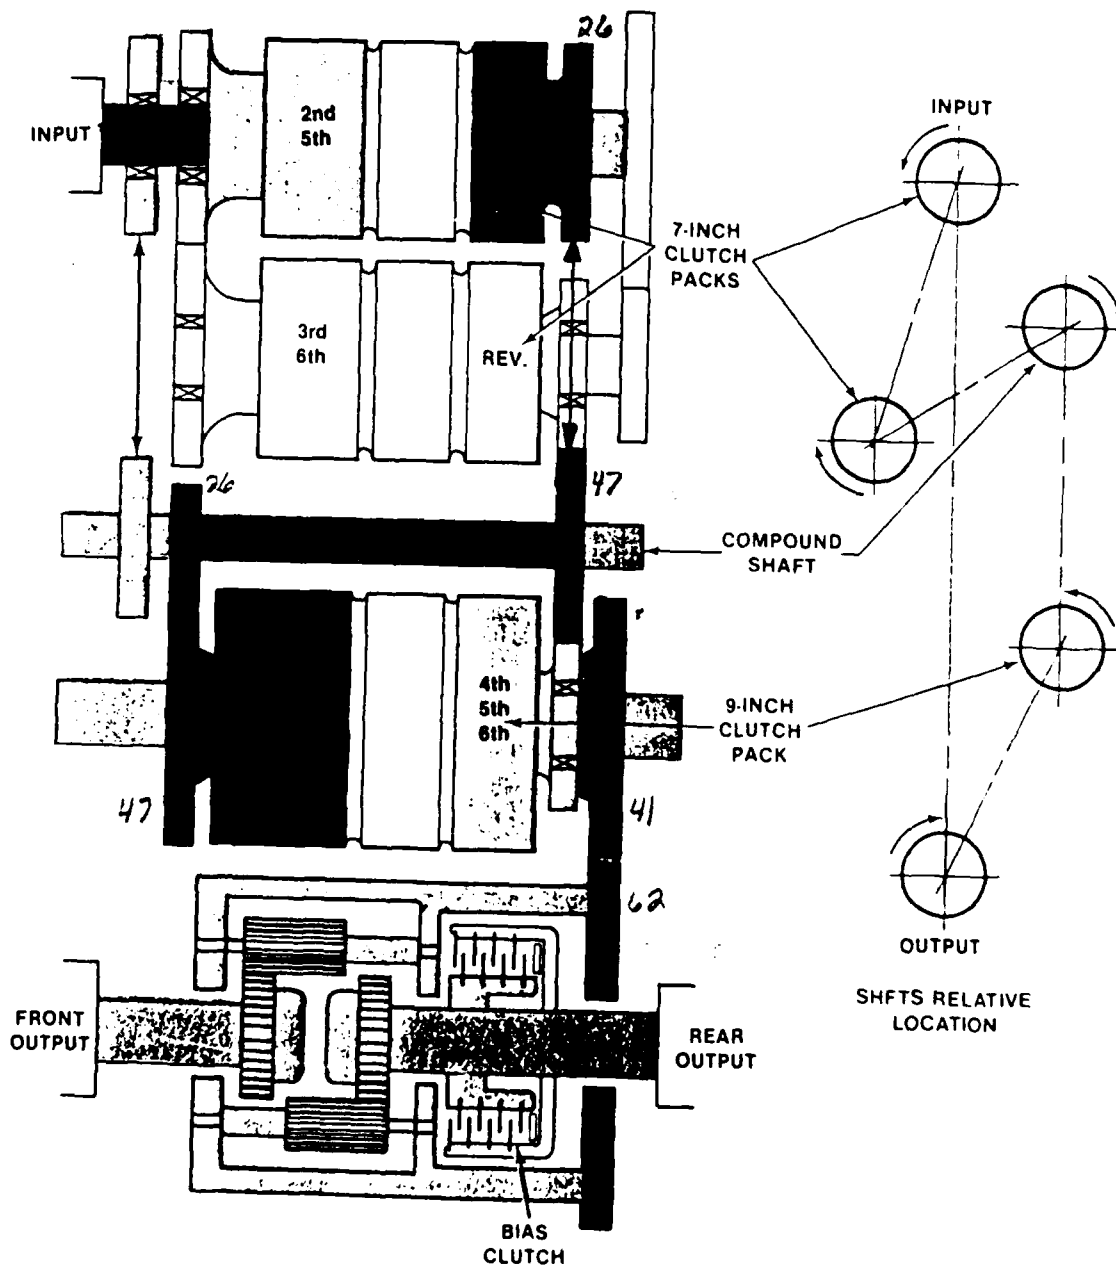 26
INPUT
2nd
5th
INPUT
7-INCH
CLUTCH
PACKS
3rd
6th
REV.
26
47
COMPOUND
SHAFT
4th
5th
6th
9-INCH
CLUTCH
PACK
47
41
62
OUTPUT
FRONT
OUTPUT
REAR
OUTPUT
SHFTS RELATIVE
LOCATION
BIAS
CLUTCH